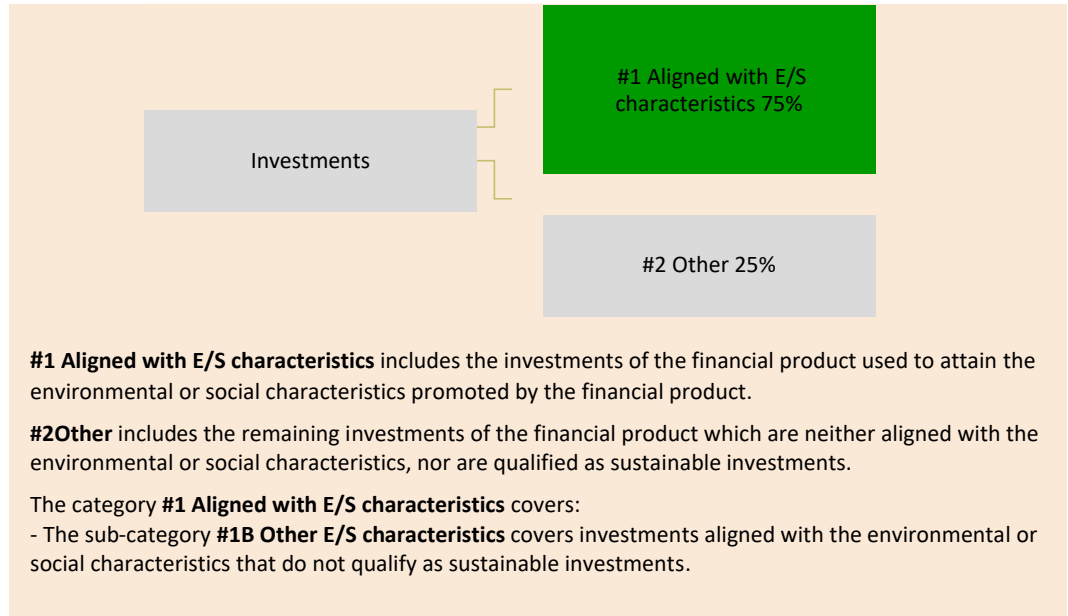 #1 Aligned with E/S
characteristics 75%
Investments
#2 Other 25%
#1 Aligned with E/S characteristics includes the investments of the financial product used to attain the
environmental or social characteristics promoted by the financial product.
#2Other includes the remaining investments of the financial product which are neither aligned with the
environmental or social characteristics, nor are qualified as sustainable investments.
The category #1 Aligned with E/S characteristics covers:
- The sub-category #1B Other E/S characteristics covers investments aligned with the environmental or
social characteristics that do not qualify as sustainable investments.